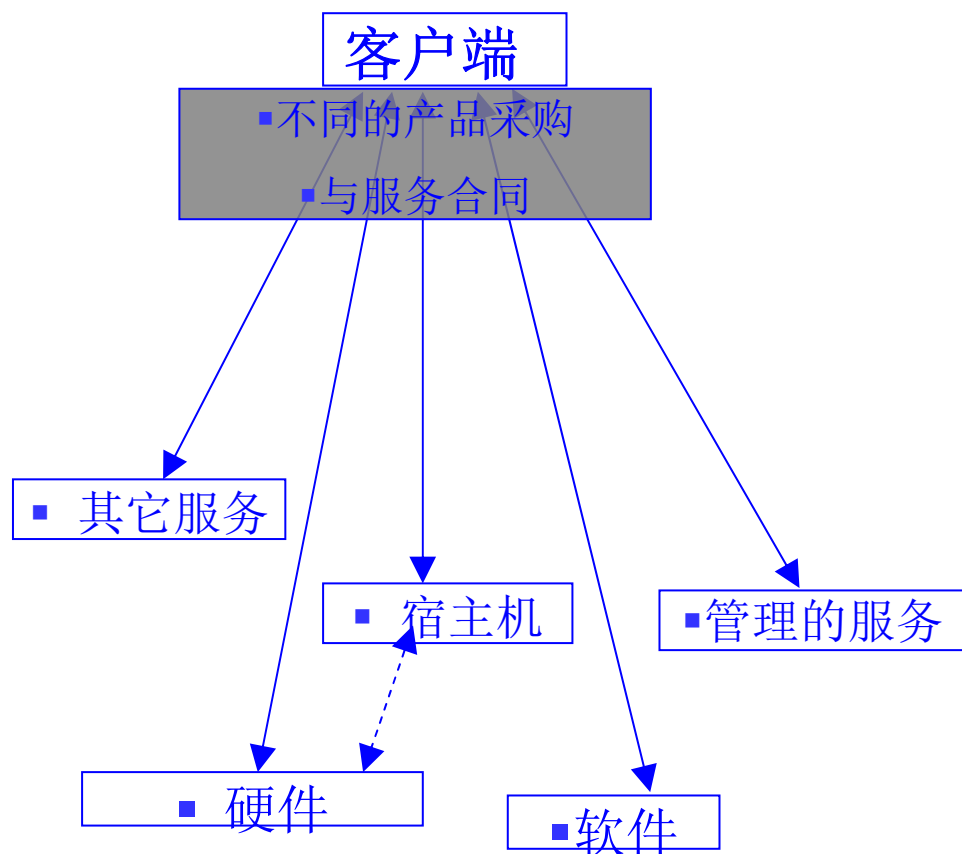 客户端
▪不同的产品采购
▪与服务合同
▪ 其它服务
▪ 宿主机
▪管理的服务
▪ 硬件
▪软件